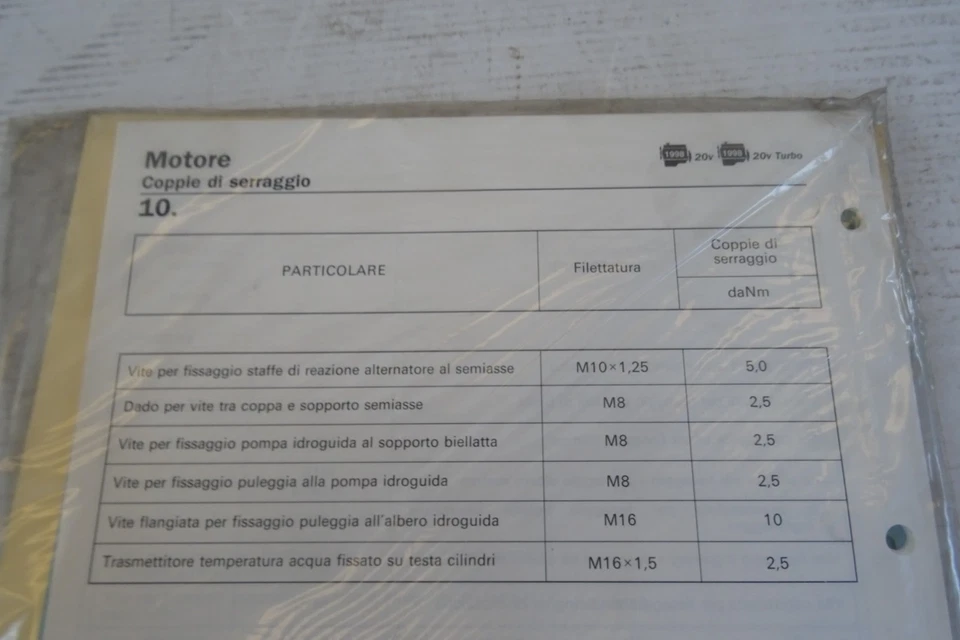 Motore
1998 20v 1998 20v Turbo
Coppie di serraggio
10.
PARTICOLARE Filettatura Coppie di serraggio
daNm
Vite per fissaggio staffe di reazione alternatore al semiasse M10×1,25 5,0
Dado per vite tra coppa e sopporto semiasse M8 2,5
Vite per fissaggio pompa idroguida al sopporto biellatta M8 2,5
Vite per fissaggio puleggia alla pompa idroguida M8 2,5
Vite flangiata per fissaggio puleggia all'albero idroguida M16 10
Trasmettitore temperatura acqua fissato su testa cilindri M16×1,5 2,5